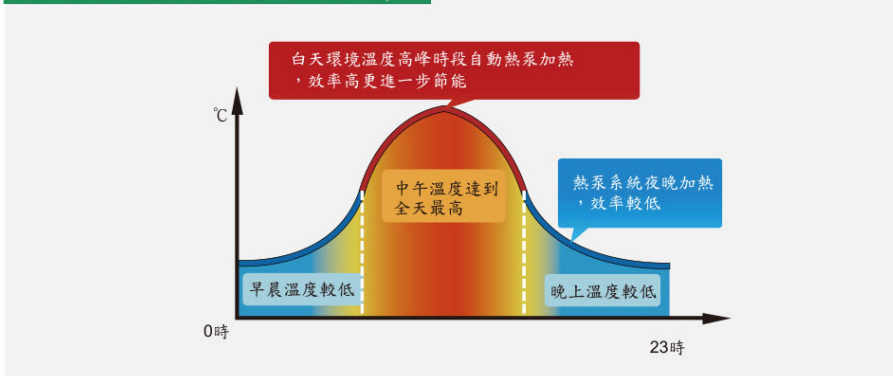 白天環境溫度高峰時段自動熱泵加熱
，效率高更進一步節能
℃
中午溫度達到
全天最高
熱泵系統夜晚加熱
，效率較低
早晨溫度較低
晚上溫度較低
0時
23時